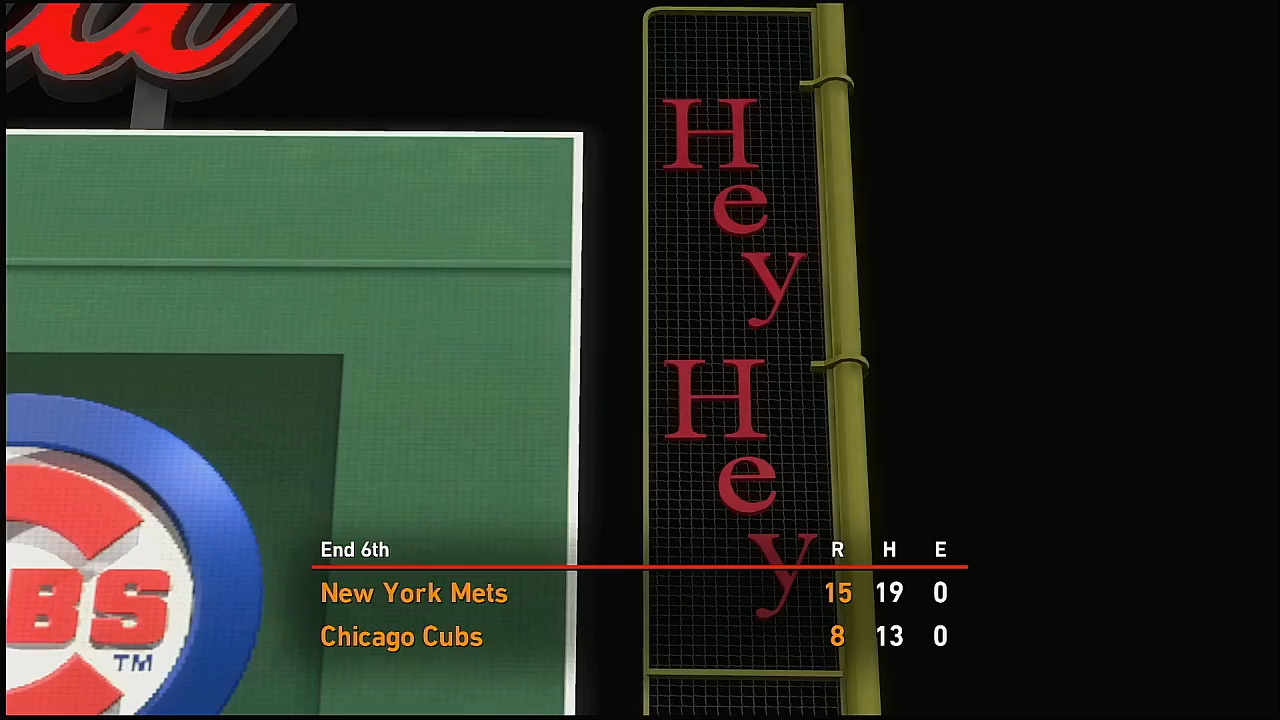 Hey
Hey
BS
TM
End 6th R H E
New York Mets 15 19 0
Chicago Cubs 8 13 0